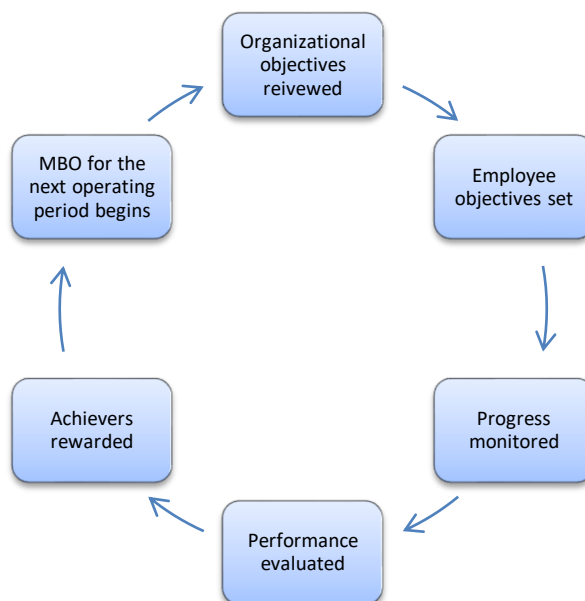 Organizational
objectives
reivewed
Employee
objectives set
Progress
monitored
Performance
evaluated
Achievers
rewarded
MBO for the
next operating
period begins